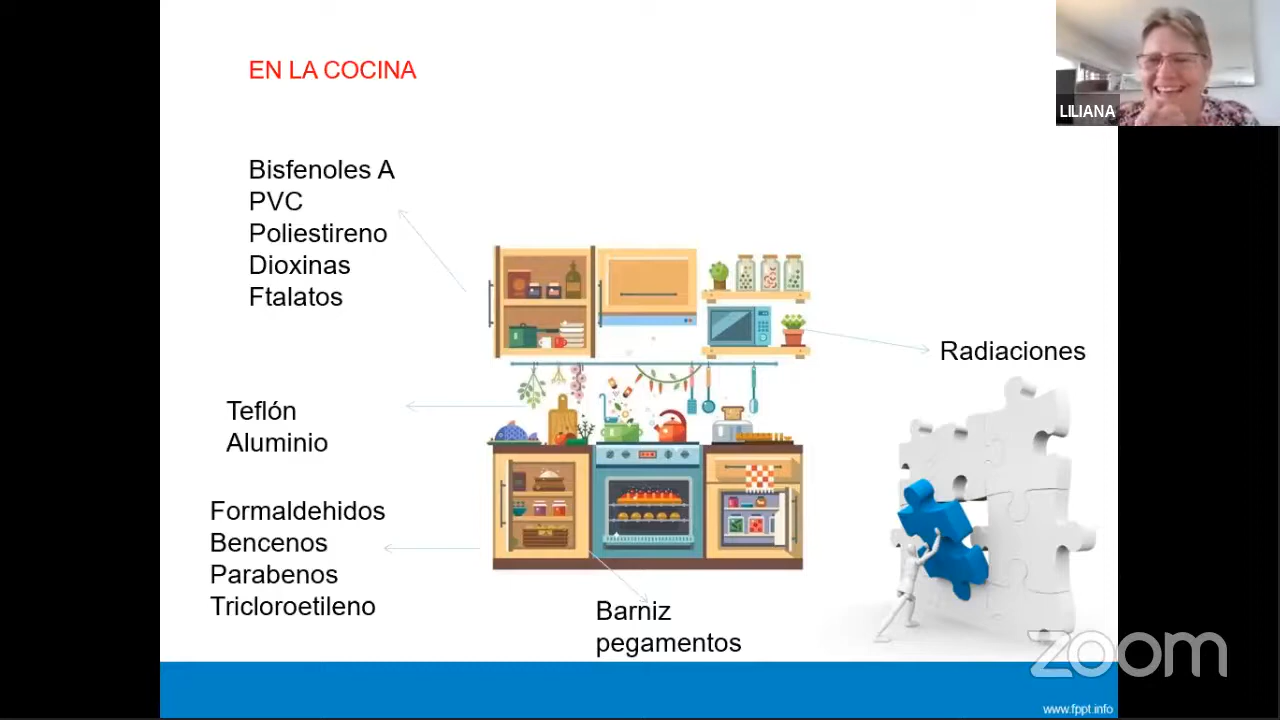 EN LA COCINA
LILIANA
Bisfenoles A
PVC
Poliestireno
Dioxinas
Ftalatos
Radiaciones
Teflón
Aluminio
Formaldehidos
Bencenos
Parabenos
Tricloroetileno
Barniz
pegamentos
zoom
www.fppt.info